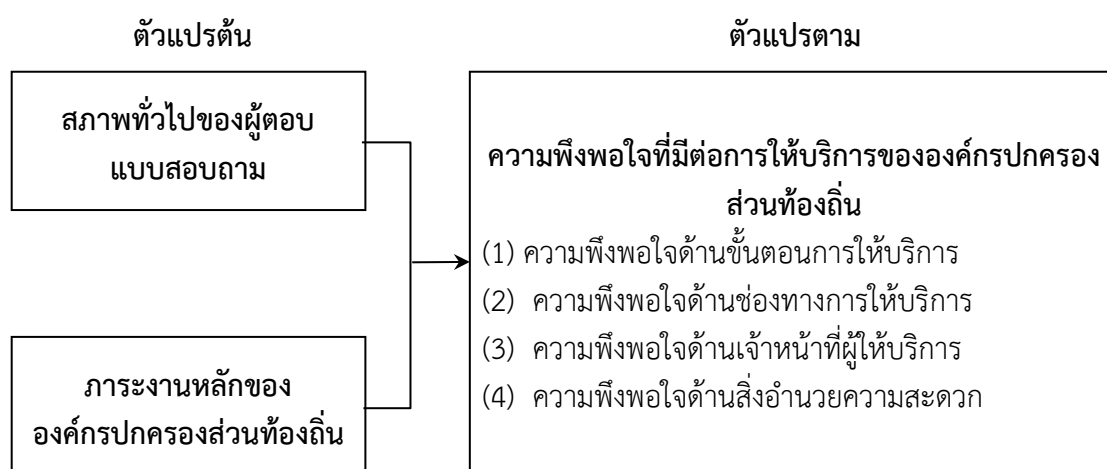 ตัวแปรต้น
สภาพทั่วไปของผู้ตอบ
แบบสอบถาม
ภาระงานหลักของ
องค์กรปกครองส่วนท้องถิ่น
ตัวแปรตาม
ความพึงพอใจที่มีต่อการให้บริการขององค์กรปกครอง
ส่วนท้องถิ่น
(1) ความพึงพอใจด้านขั้นตอนการให้บริการ
(2) ความพึงพอใจด้านช่องทางการให้บริการ
(3) ความพึงพอใจด้านเจ้าหน้าที่ผู้ให้บริการ
(4) ความพึงพอใจด้านสิ่งอำนวยความสะดวก